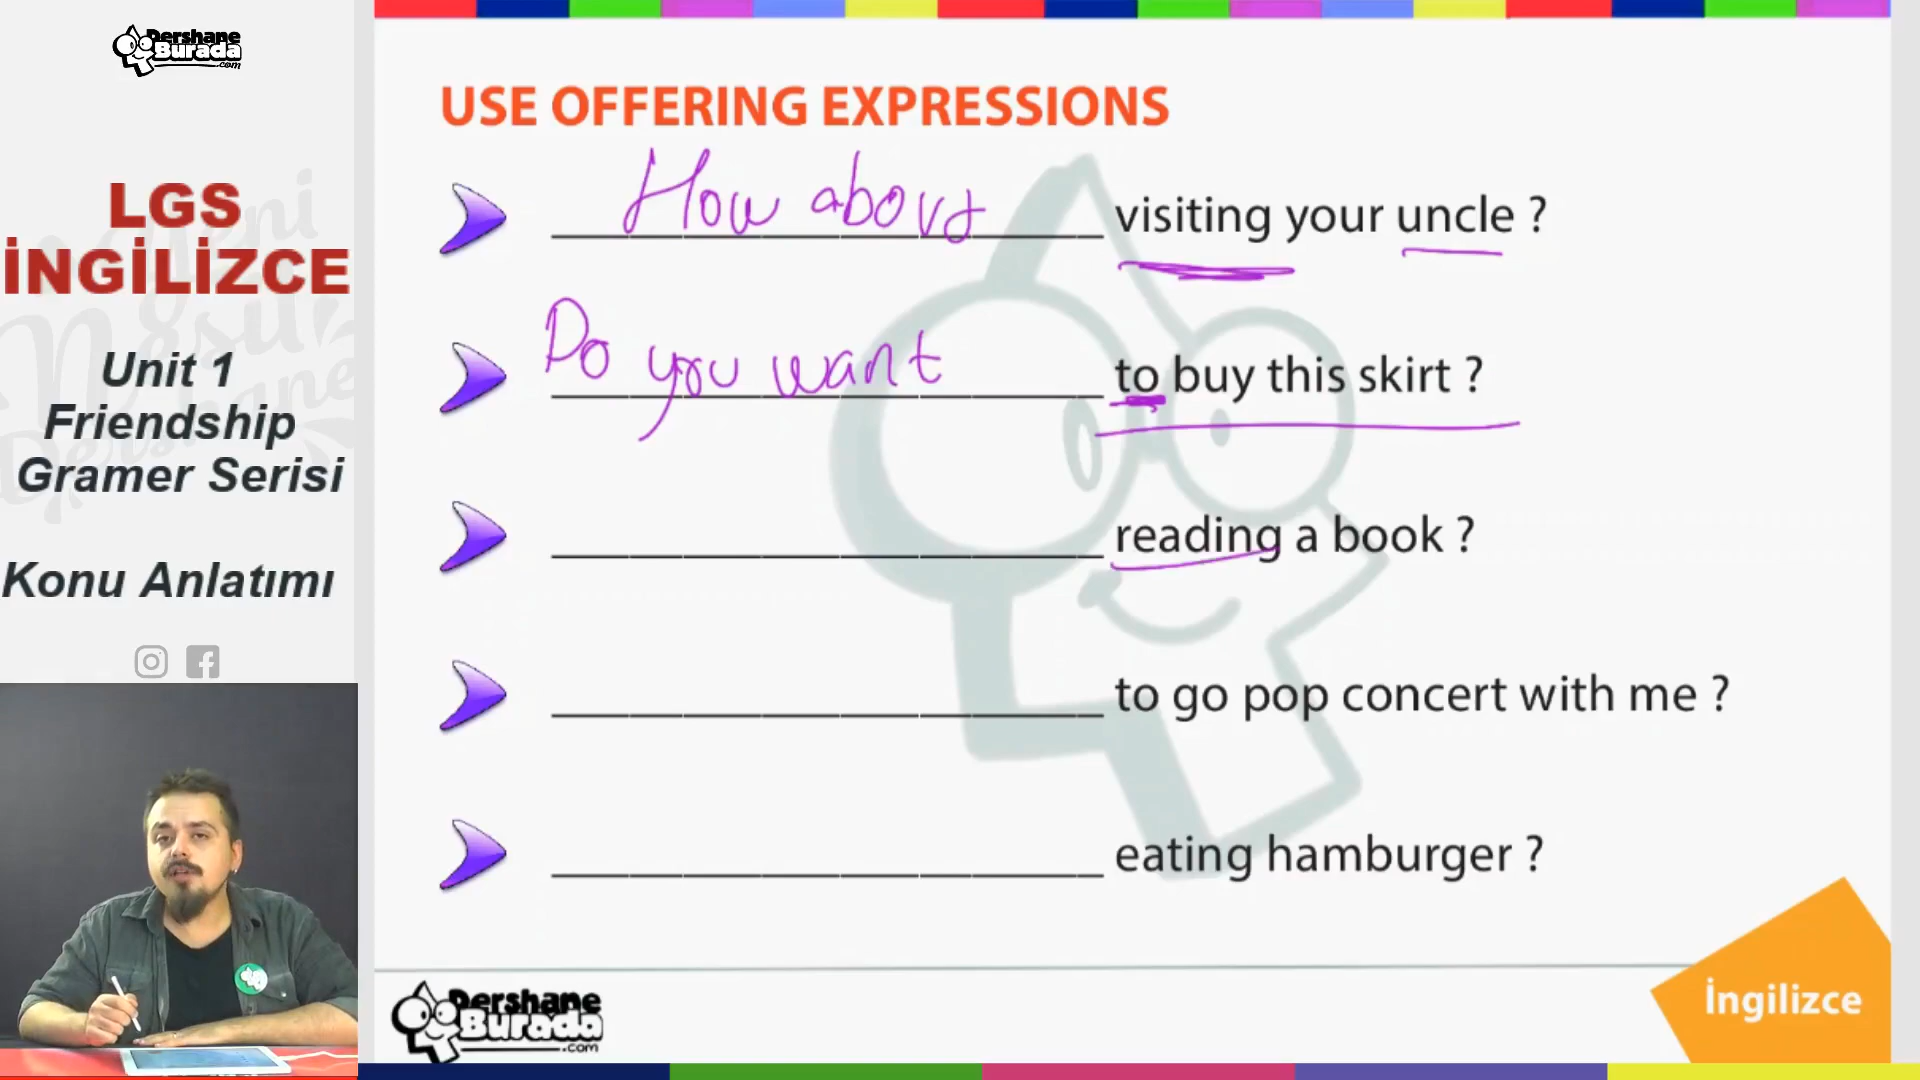 Dershane
Burada
.com
LGS
İNGİLİZCE
Unit 1
Friendship
Gramer Serisi
Konu Anlatımı
USE OFFERING EXPRESSIONS
How about visiting your uncle ?
Do you want to buy this skirt ?
reading a book ?
to go pop concert with me ?
eating hamburger ?
Dershane
Burada
.com
İngilizce